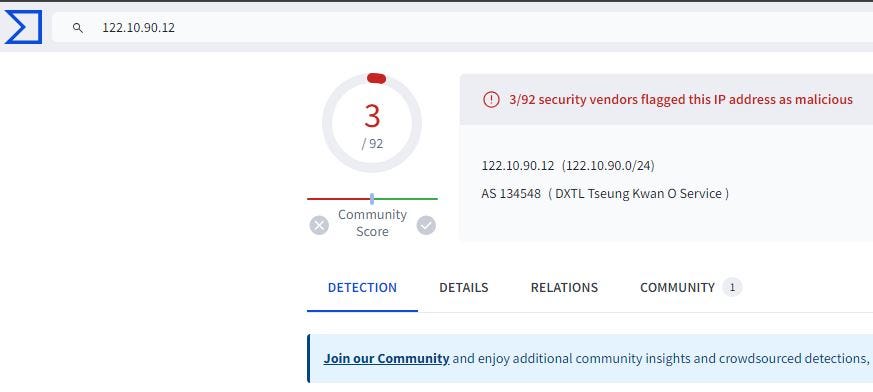 122.10.90.12
3
/ 92
Community
Score
3/92 security vendors flagged this IP address as malicious
122.10.90.12 (122.10.90.0/24)
AS 134548 ( DXTL Tseung Kwan O Service )
DETECTION DETAILS RELATIONS COMMUNITY 1
Join our Community and enjoy additional community insights and crowdsourced detections,